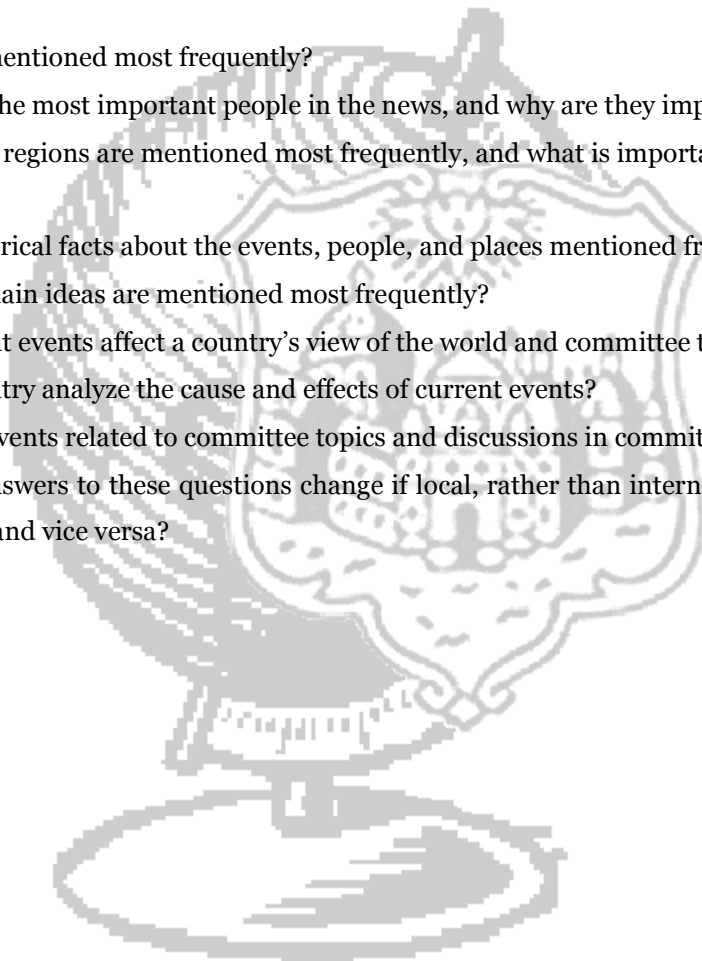 mentioned most frequently?
he most important people in the news, and why are they imp
regions are mentioned most frequently, and what is importa
rical facts about the events, people, and places mentioned fr
ain ideas are mentioned most frequently?
t events affect a country’s view of the world and committee t
try analyze the cause and effects of current events?
vents related to committee topics and discussions in commit
nswers to these questions change if local, rather than intern
and vice versa?